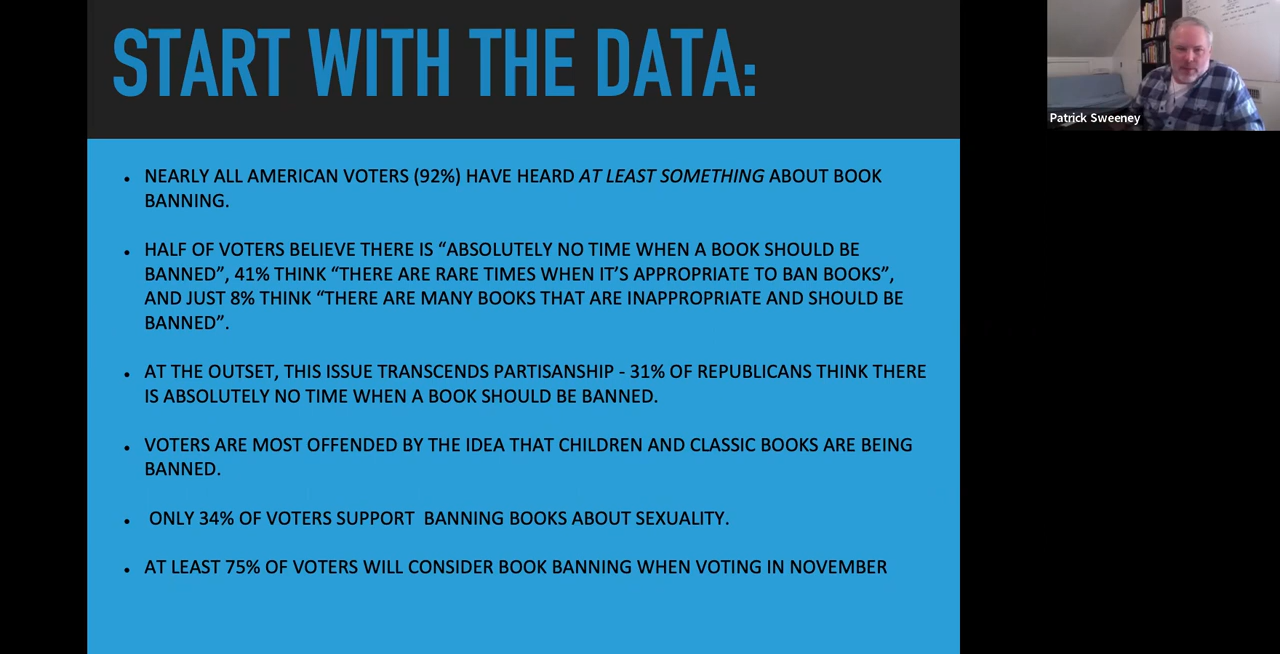 START WITH THE DATA:
• NEARLY ALL AMERICAN VOTERS (92%) HAVE HEARD AT LEAST SOMETHING ABOUT BOOK
BANNING.
• HALF OF VOTERS BELIEVE THERE IS “ABSOLUTELY NO TIME WHEN A BOOK SHOULD BE
BANNED”, 41% THINK “THERE ARE RARE TIMES WHEN IT’S APPROPRIATE TO BAN BOOKS”,
AND JUST 8% THINK “THERE ARE MANY BOOKS THAT ARE INAPPROPRIATE AND SHOULD BE
BANNED”.
• AT THE OUTSET, THIS ISSUE TRANSCENDS PARTISANSHIP - 31% OF REPUBLICANS THINK THERE
IS ABSOLUTELY NO TIME WHEN A BOOK SHOULD BE BANNED.
• VOTERS ARE MOST OFFENDED BY THE IDEA THAT CHILDREN AND CLASSIC BOOKS ARE BEING
BANNED.
• ONLY 34% OF VOTERS SUPPORT  BANNING BOOKS ABOUT SEXUALITY.
• AT LEAST 75% OF VOTERS WILL CONSIDER BOOK BANNING WHEN VOTING IN NOVEMBER
Patrick Sweeney